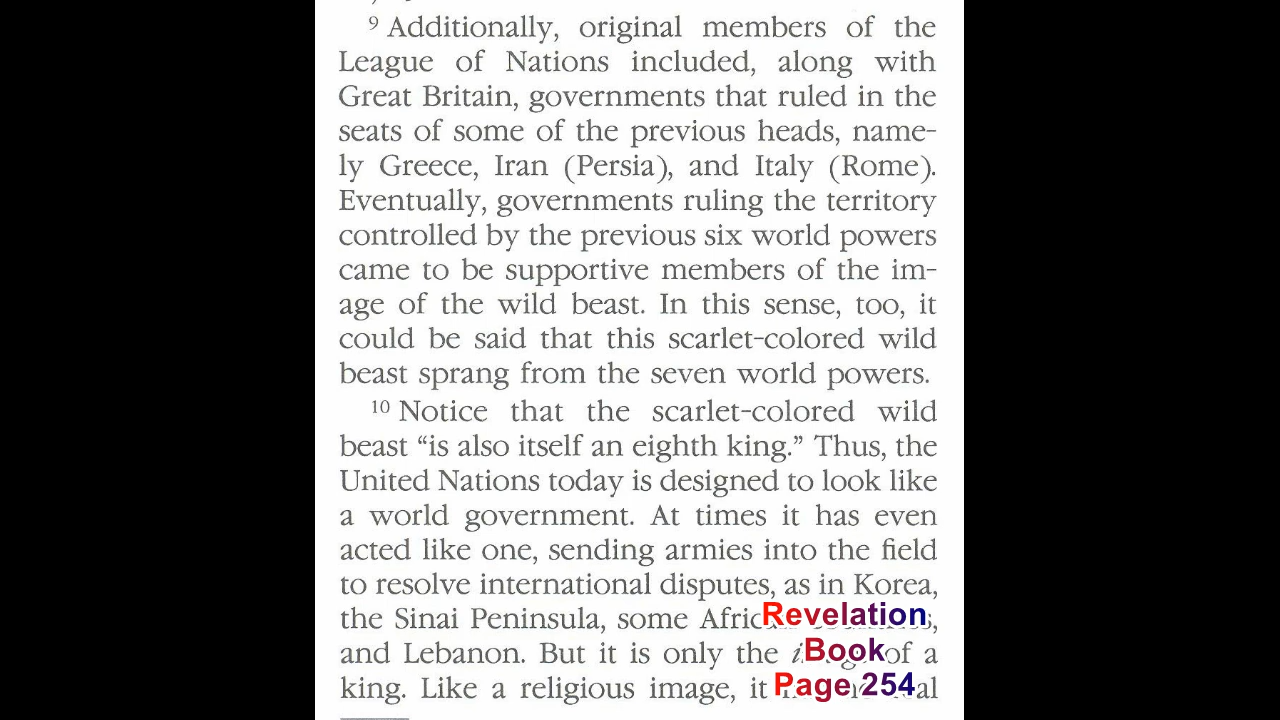 9 Additionally, original members of the
League of Nations included, along with
Great Britain, governments that ruled in the
seats of some of the previous heads, name-
ly Greece, Iran (Persia), and Italy (Rome).
Eventually, governments ruling the territory
controlled by the previous six world powers
came to be supportive members of the im-
age of the wild beast. In this sense, too, it
could be said that this scarlet-colored wild
beast sprang from the seven world powers.
10 Notice that the scarlet-colored wild
beast “is also itself an eighth king.” Thus, the
United Nations today is designed to look like
a world government. At times it has even
acted like one, sending armies into the field
to resolve international disputes, as in Korea,
the Sinai Peninsula, some
and Lebanon. But it is only the of a
king. Like a religious image, it
Revelation
Book
Page 254